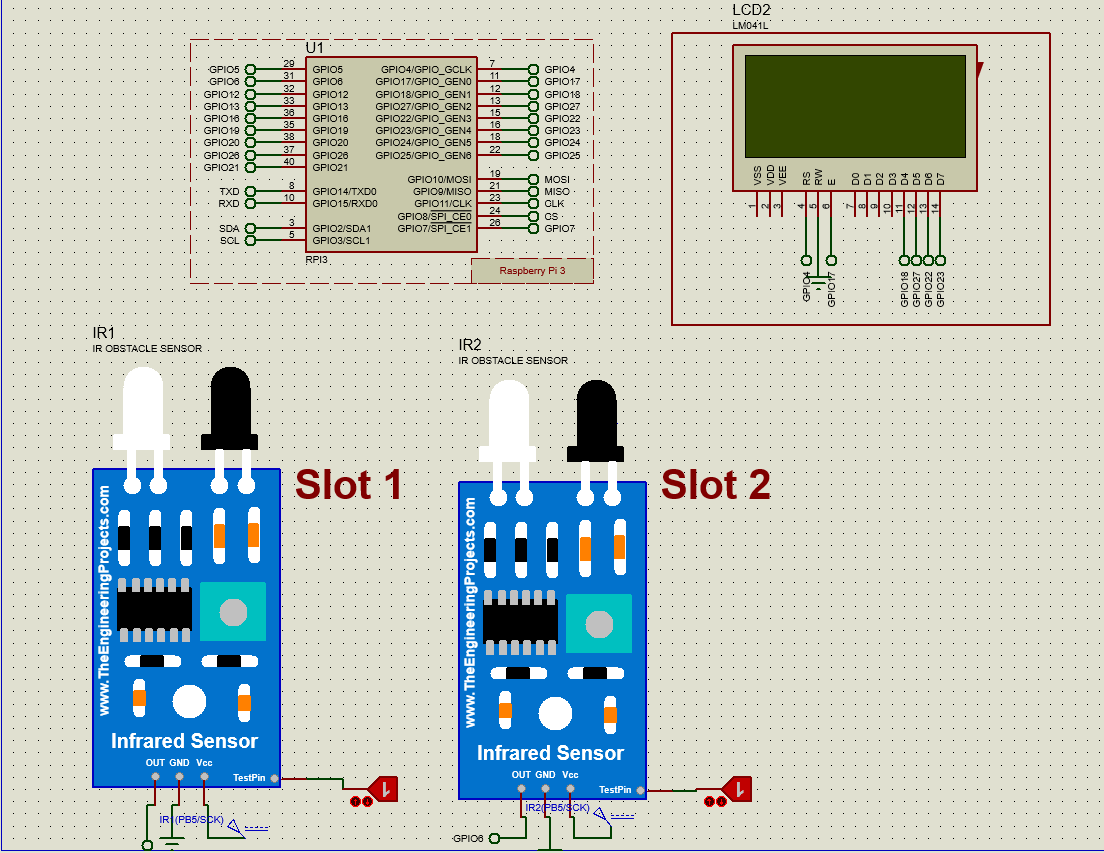 LCD2
LM041L
U1
GPIO5 29 GPIO5 GPIO4/GPIO_GCLK 7 GPIO4
GPIO6 31 GPIO6 GPIO17/GPIO_GEN0 11 GPIO17
GPIO12 32 GPIO12 GPIO18/GPIO_GEN1 12 GPIO18
GPIO13 33 GPIO13 GPIO27/GPIO_GEN2 13 GPIO27
GPIO16 36 GPIO16 GPIO22/GPIO_GEN3 15 GPIO22
GPIO19 35 GPIO19 GPIO23/GPIO_GEN4 16 GPIO23
GPIO20 38 GPIO20 GPIO24/GPIO_GEN5 18 GPIO24
GPIO26 37 GPIO26 GPIO25/GPIO_GEN6 22 GPIO25
GPIO21 40 GPIO21
GPIO10/MOSI 19 MOSI
TXD 8 GPIO14/TXD0 GPIO9/MISO 21 MISO
RXD 10 GPIO15/RXD0 GPIO11/CLK 23 CLK
GPIO8/SPI_CE0 24 CS
SDA 3 GPIO2/SDA1 GPIO7/SPI_CE1 26 GPIO7
SCL 5 GPIO3/SCL1
RPI3
Raspberry Pi 3
VSS VDD VEE RS RW E D0 D1 D2 D3 D4 D5 D6 D7
1 2 3 4 5 6 7 8 9 10 11 12 13 14
GPIO4 GPIO17 GPIO18 GPIO27 GPIO22 GPIO23
IR1
IR OBSTACLE SENSOR
Slot 1
www.TheEngineeringProjects.com
Infrared Sensor
OUT GND Vcc
TestPin
1
IR1(PB5/SCK)
IR2
IR OBSTACLE SENSOR
Slot 2
www.TheEngineeringProjects.com
Infrared Sensor
OUT GND Vcc
TestPin
1
IR2(PB5/SCK)
GPIO6